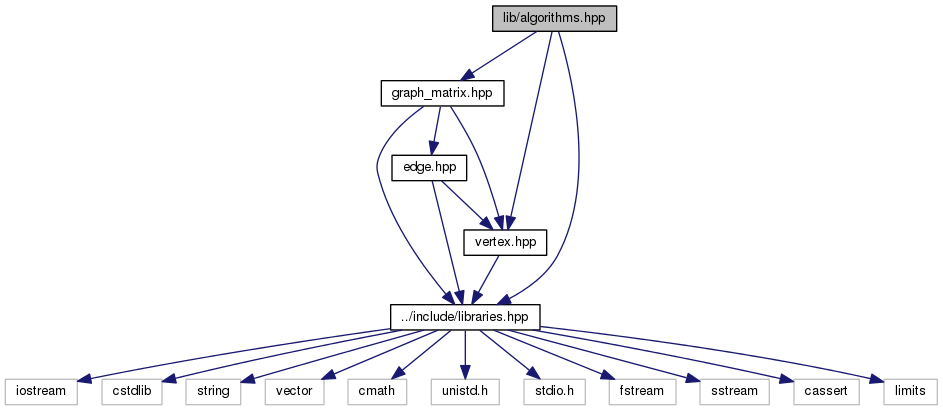 lib/algorithms.hpp
graph_matrix.hpp
edge.hpp
vertex.hpp
../include/libraries.hpp
iostream
cstdlib
string
vector
cmath
unistd.h
stdio.h
fstream
sstream
cassert
limits